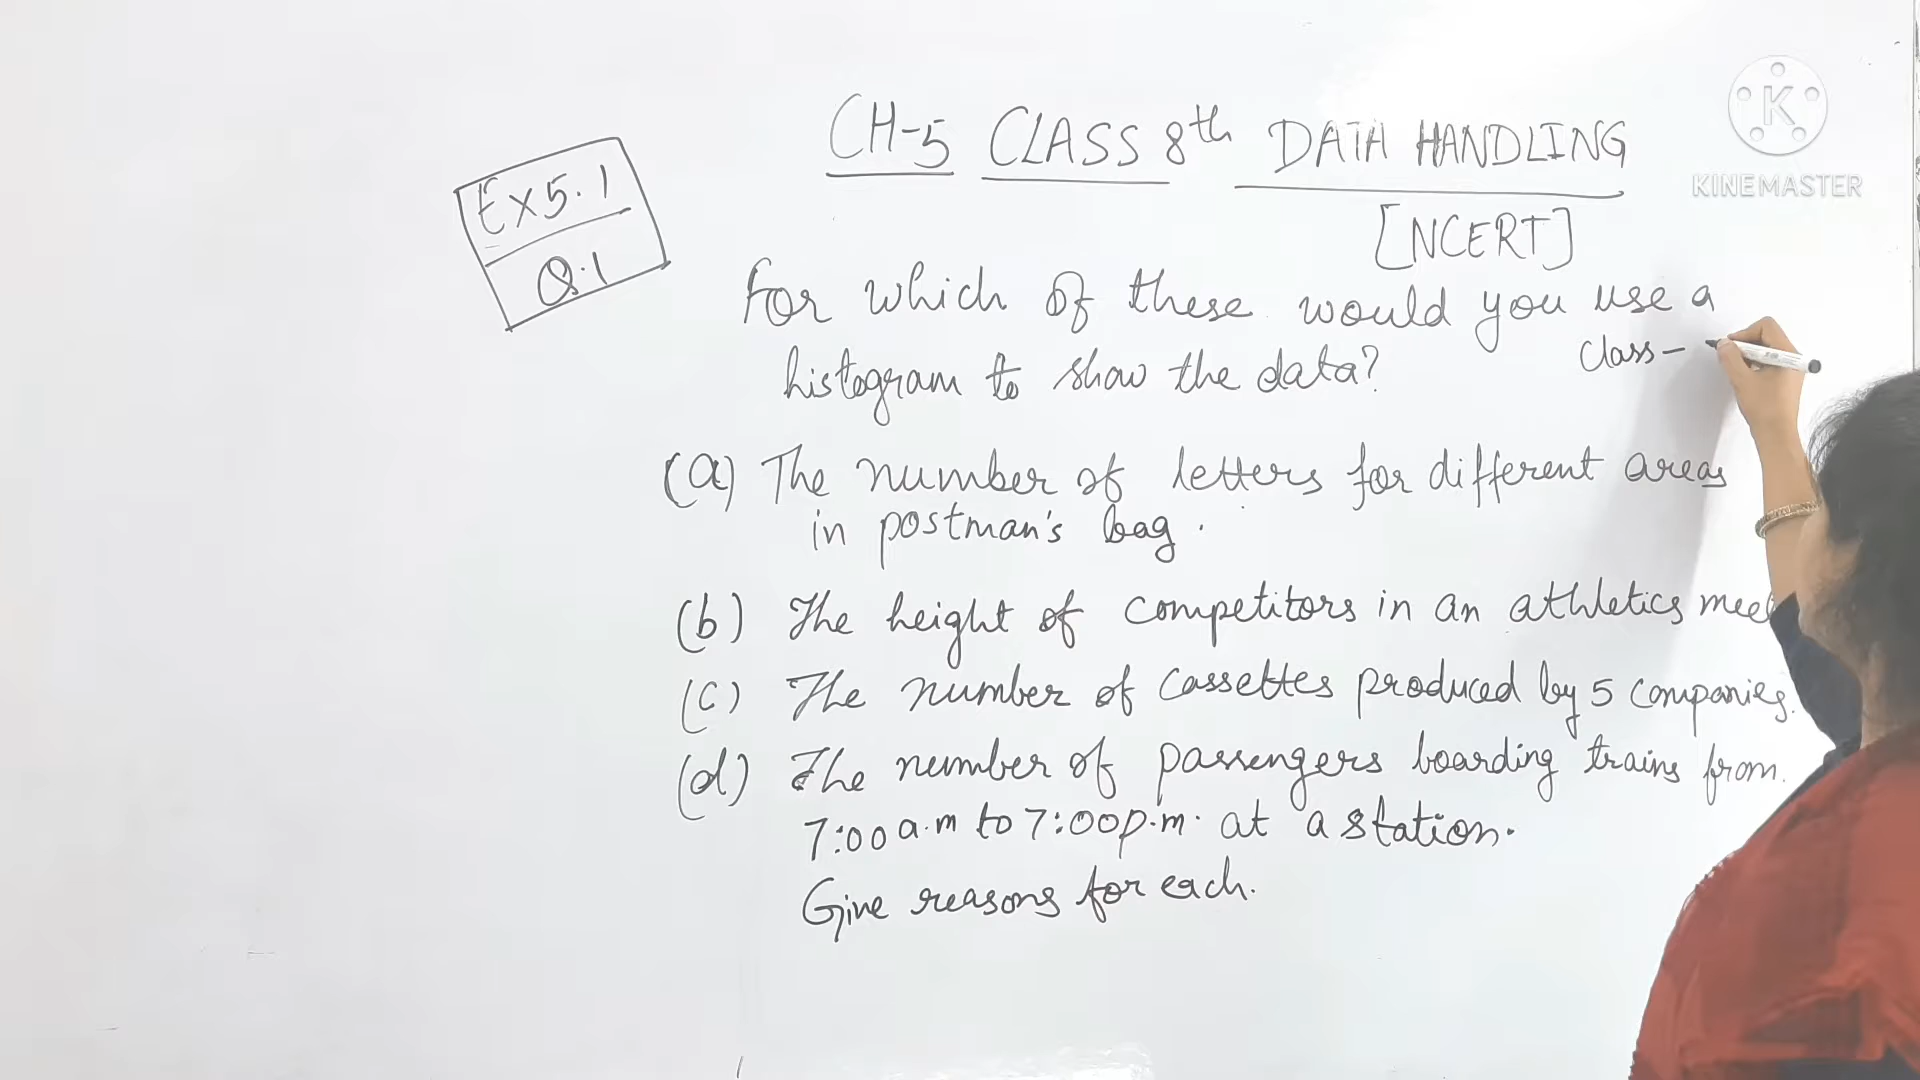 CH-5 CLASS 8th DATA HANDLING
[NCERT]
EX 5.1
Q.1
For which of these would you use a
class-
histogram to show the data?
(a) The number of letters for different areas
in postman's bag.
(b) The height of competitors in an athletics meet
(c) The number of cassettes produced by 5 companies.
(d) The number of passengers boarding trains from
7:00 a.m to 7:00 p.m. at a station.
Give reasons for each.
K
KINEMASTER